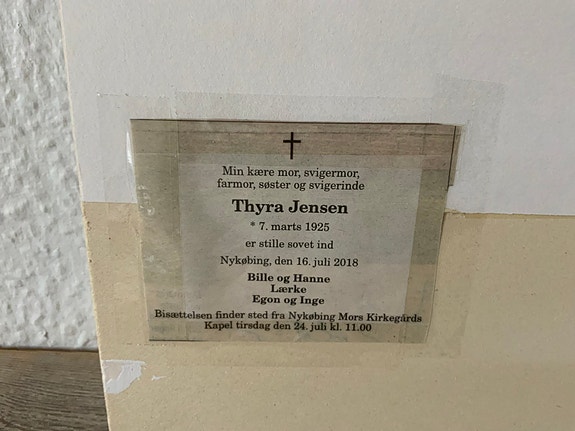 Min kære mor, svigermor,
farmor, søster og svigerinde
Thyra Jensen
* 7. marts 1925
er stille sovet ind
Nykøbing, den 16. juli 2018
Bille og Hanne
Lærke
Egon og Inge
Bisættelsen finder sted fra Nykøbing Mors Kirkegårds
Kapel tirsdag den 24. juli kl. 11.00